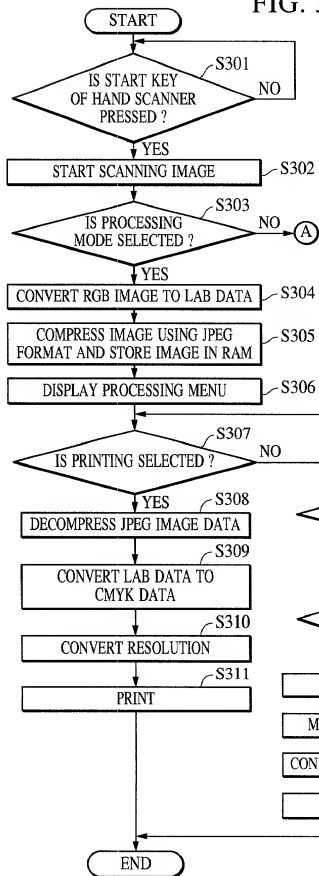 FIG. 3
START
S301
IS START KEY
OF HAND SCANNER
PRESSED ?
NO
YES
START SCANNING IMAGE
S302
S303
IS PROCESSING
MODE SELECTED ?
NO
A
YES
CONVERT RGB IMAGE TO LAB DATA
S304
COMPRESS IMAGE USING JPEG
FORMAT AND STORE IMAGE IN RAM
S305
DISPLAY PROCESSING MENU
S306
S307
IS PRINTING SELECTED ?
NO
YES
S308
DECOMPRESS JPEG IMAGE DATA
S309
CONVERT LAB DATA TO
CMYK DATA
S310
CONVERT RESOLUTION
S311
PRINT
M
CON
END